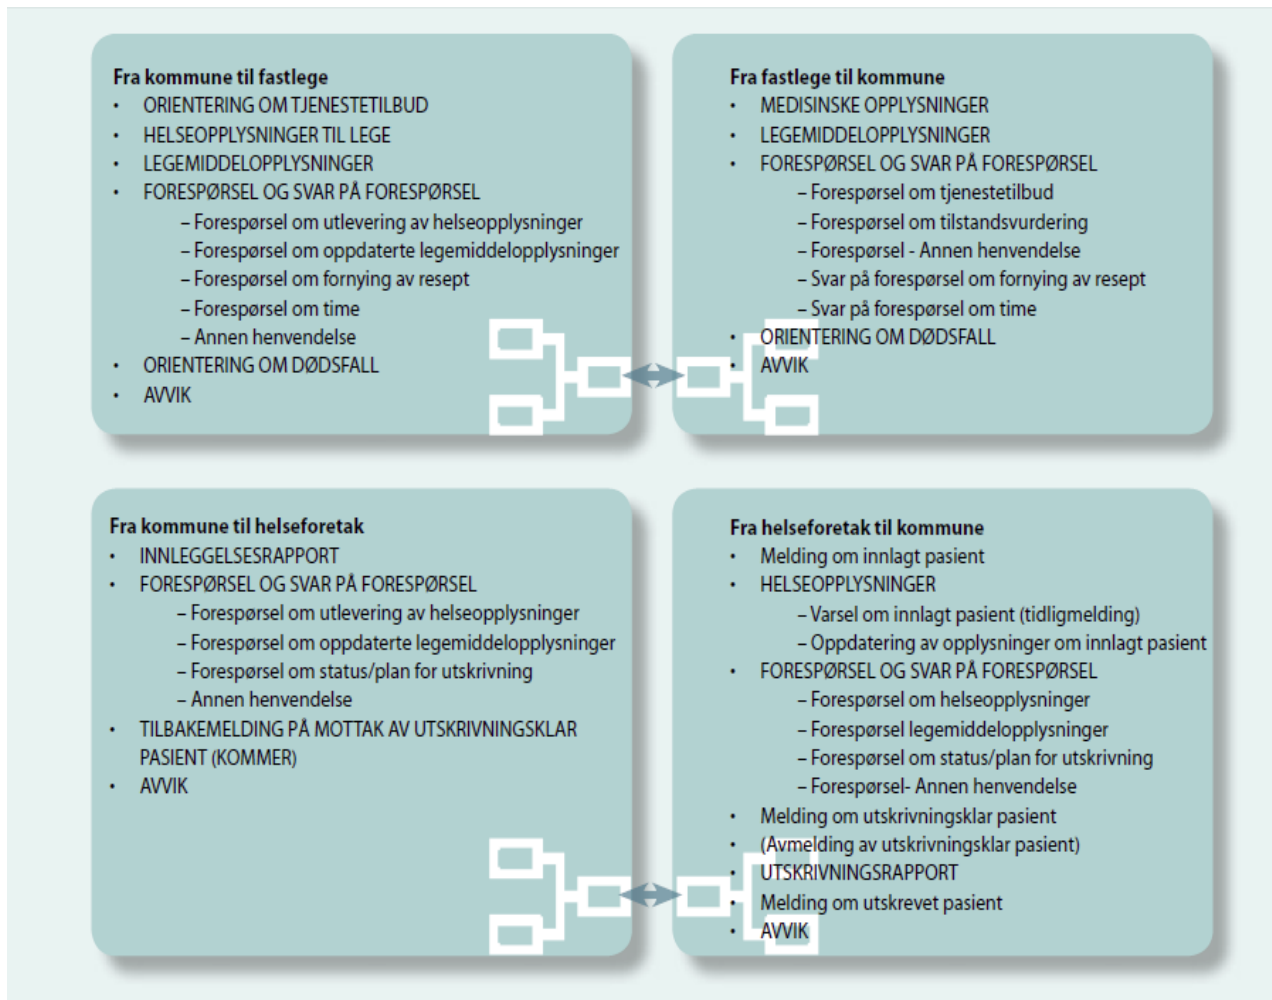 Fra kommune til fastlege
• ORIENTERING OM TJENESTETILBUD
• HELSEOPPLYSNINGER TIL LEGE
• LEGEMIDDELOPPLYSNINGER
• FORESPØRSEL OG SVAR PÅ FORESPØRSEL
– Forespørsel om utlevering av helseopplysninger
– Forespørsel om oppdaterte legemiddelopplysninger
– Forespørsel om fornying av resept
– Forespørsel om time
– Annen henvendelse
• ORIENTERING OM DØDSFALL
• AVVIK
Fra fastlege til kommune
• MEDISINSKE OPPLYSNINGER
• LEGEMIDDELOPPLYSNINGER
• FORESPØRSEL OG SVAR PÅ FORESPØRSEL
– Forespørsel om tjenestetilbud
– Forespørsel om tilstandsvurdering
– Forespørsel - Annen henvendelse
– Svar på forespørsel om fornying av resept
– Svar på forespørsel om time
• ORIENTERING OM DØDSFALL
• AVVIK
Fra kommune til helseforetak
• INNLEGGELSESRAPPORT
• FORESPØRSEL OG SVAR PÅ FORESPØRSEL
– Forespørsel om utlevering av helseopplysninger
– Forespørsel om oppdaterte legemiddelopplysninger
– Forespørsel om status/plan for utskrivning
– Annen henvendelse
• TILBAKEMELDING PÅ MOTTAK AV UTSKRIVNINGSKLAR
PASIENT (KOMMER)
• AVVIK
Fra helseforetak til kommune
• Melding om innlagt pasient
• HELSEOPPLYSNINGER
– Varsel om innlagt pasient (tidligmelding)
– Oppdatering av opplysninger om innlagt pasient
• FORESPØRSEL OG SVAR PÅ FORESPØRSEL
– Forespørsel om helseopplysninger
– Forespørsel legemiddelopplysninger
– Forespørsel om status/plan for utskrivning
– Forespørsel- Annen henvendelse
• Melding om utskrivningsklar pasient
• (Avmelding av utskrivningsklar pasient)
• UTSKRIVNINGSRAPPORT
• Melding om utskrevet pasient
• AVVIK